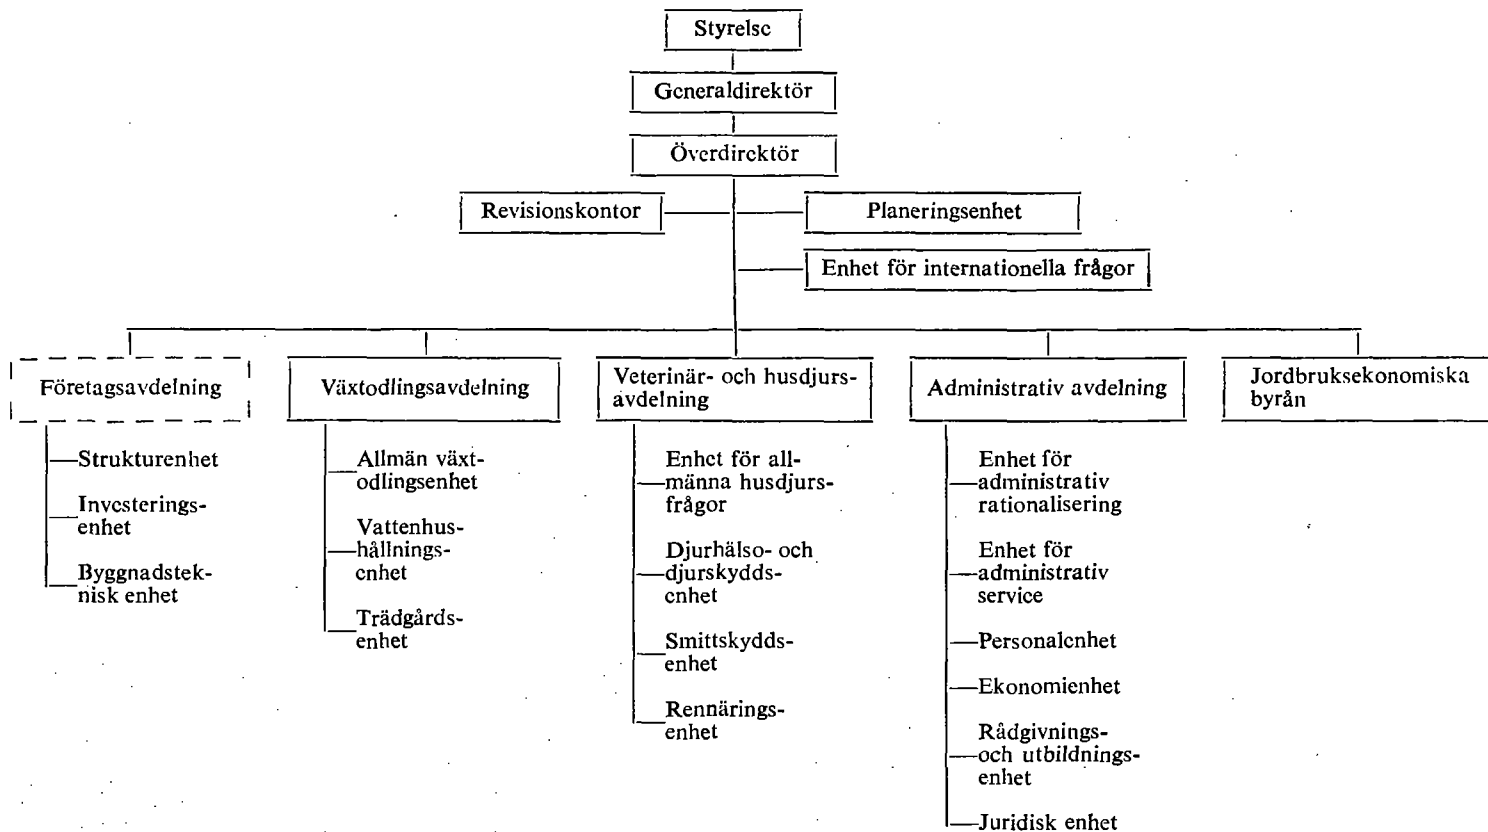 Styrelse
Generaldirektör
Överdirektör
Revisionskontor
Planeringsenhet
Enhet för internationella frågor
Företagsavdelning
Växtodlingsavdelning
Veterinär- och husdjurs-
avdelning
Administrativ avdelning
Jordbruksekonomiska
byrån
Strukturenhet
Investerings-
enhet
Byggnadstek-
nisk enhet
Allmän växt-
odlingsenhet
Vattenhus-
hållnings-
enhet
Trädgårds-
enhet
Enhet för all-
männa husdjurs-
frågor
Djurhälso- och
djurskydds-
enhet
Smittskydds-
enhet
Rennärings-
enhet
Enhet för
administrativ
rationalisering
Enhet för
administrativ
service
Personalenhet
Ekonomienhet
Rådgivnings-
och utbildnings-
enhet
Juridisk enhet